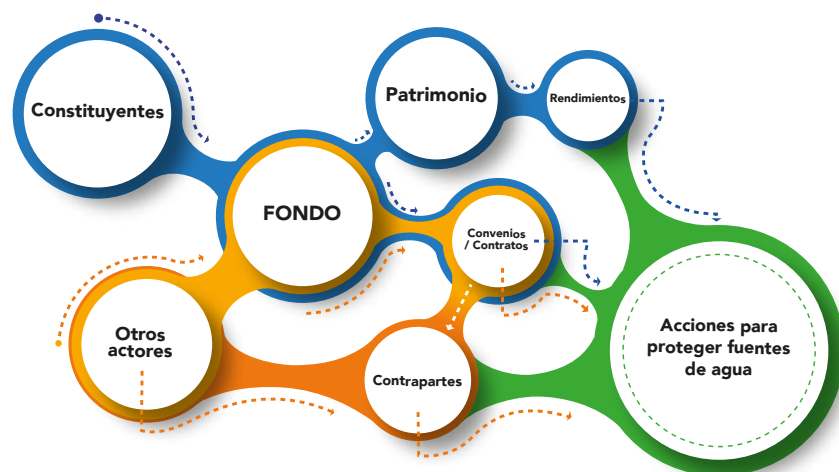 Constituyentes
Patrimonio
Rendimientos
FONDO
Convenios
/ Contratos
Otros
actores
Contrapartes
Acciones para
proteger fuentes
de agua